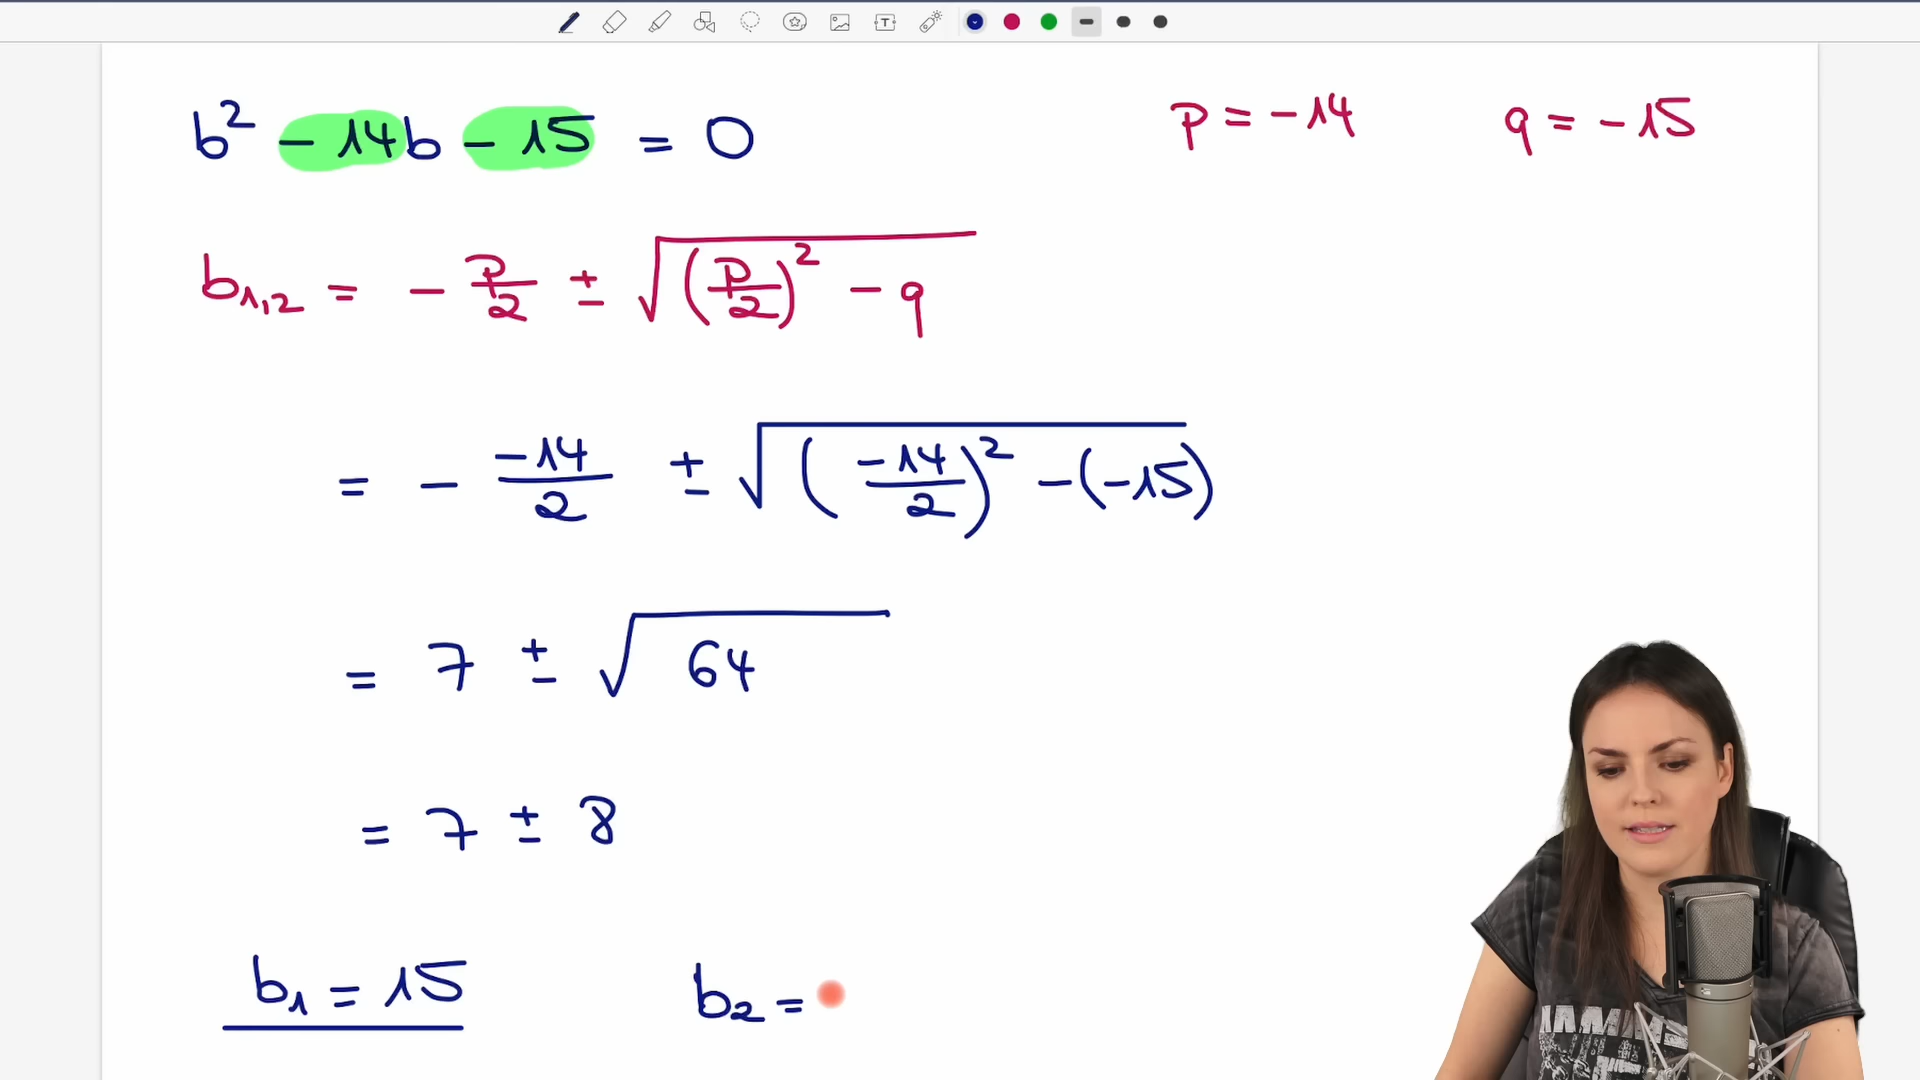 b² - 14b - 15 = 0
p = -14
q = -15
b₁,₂ = - p/2 ± √((p/2)² - q)
= - -14/2 ± √((-14/2)² - (-15))
= 7 ± √64
= 7 ± 8
b₁ = 15
b₂ =